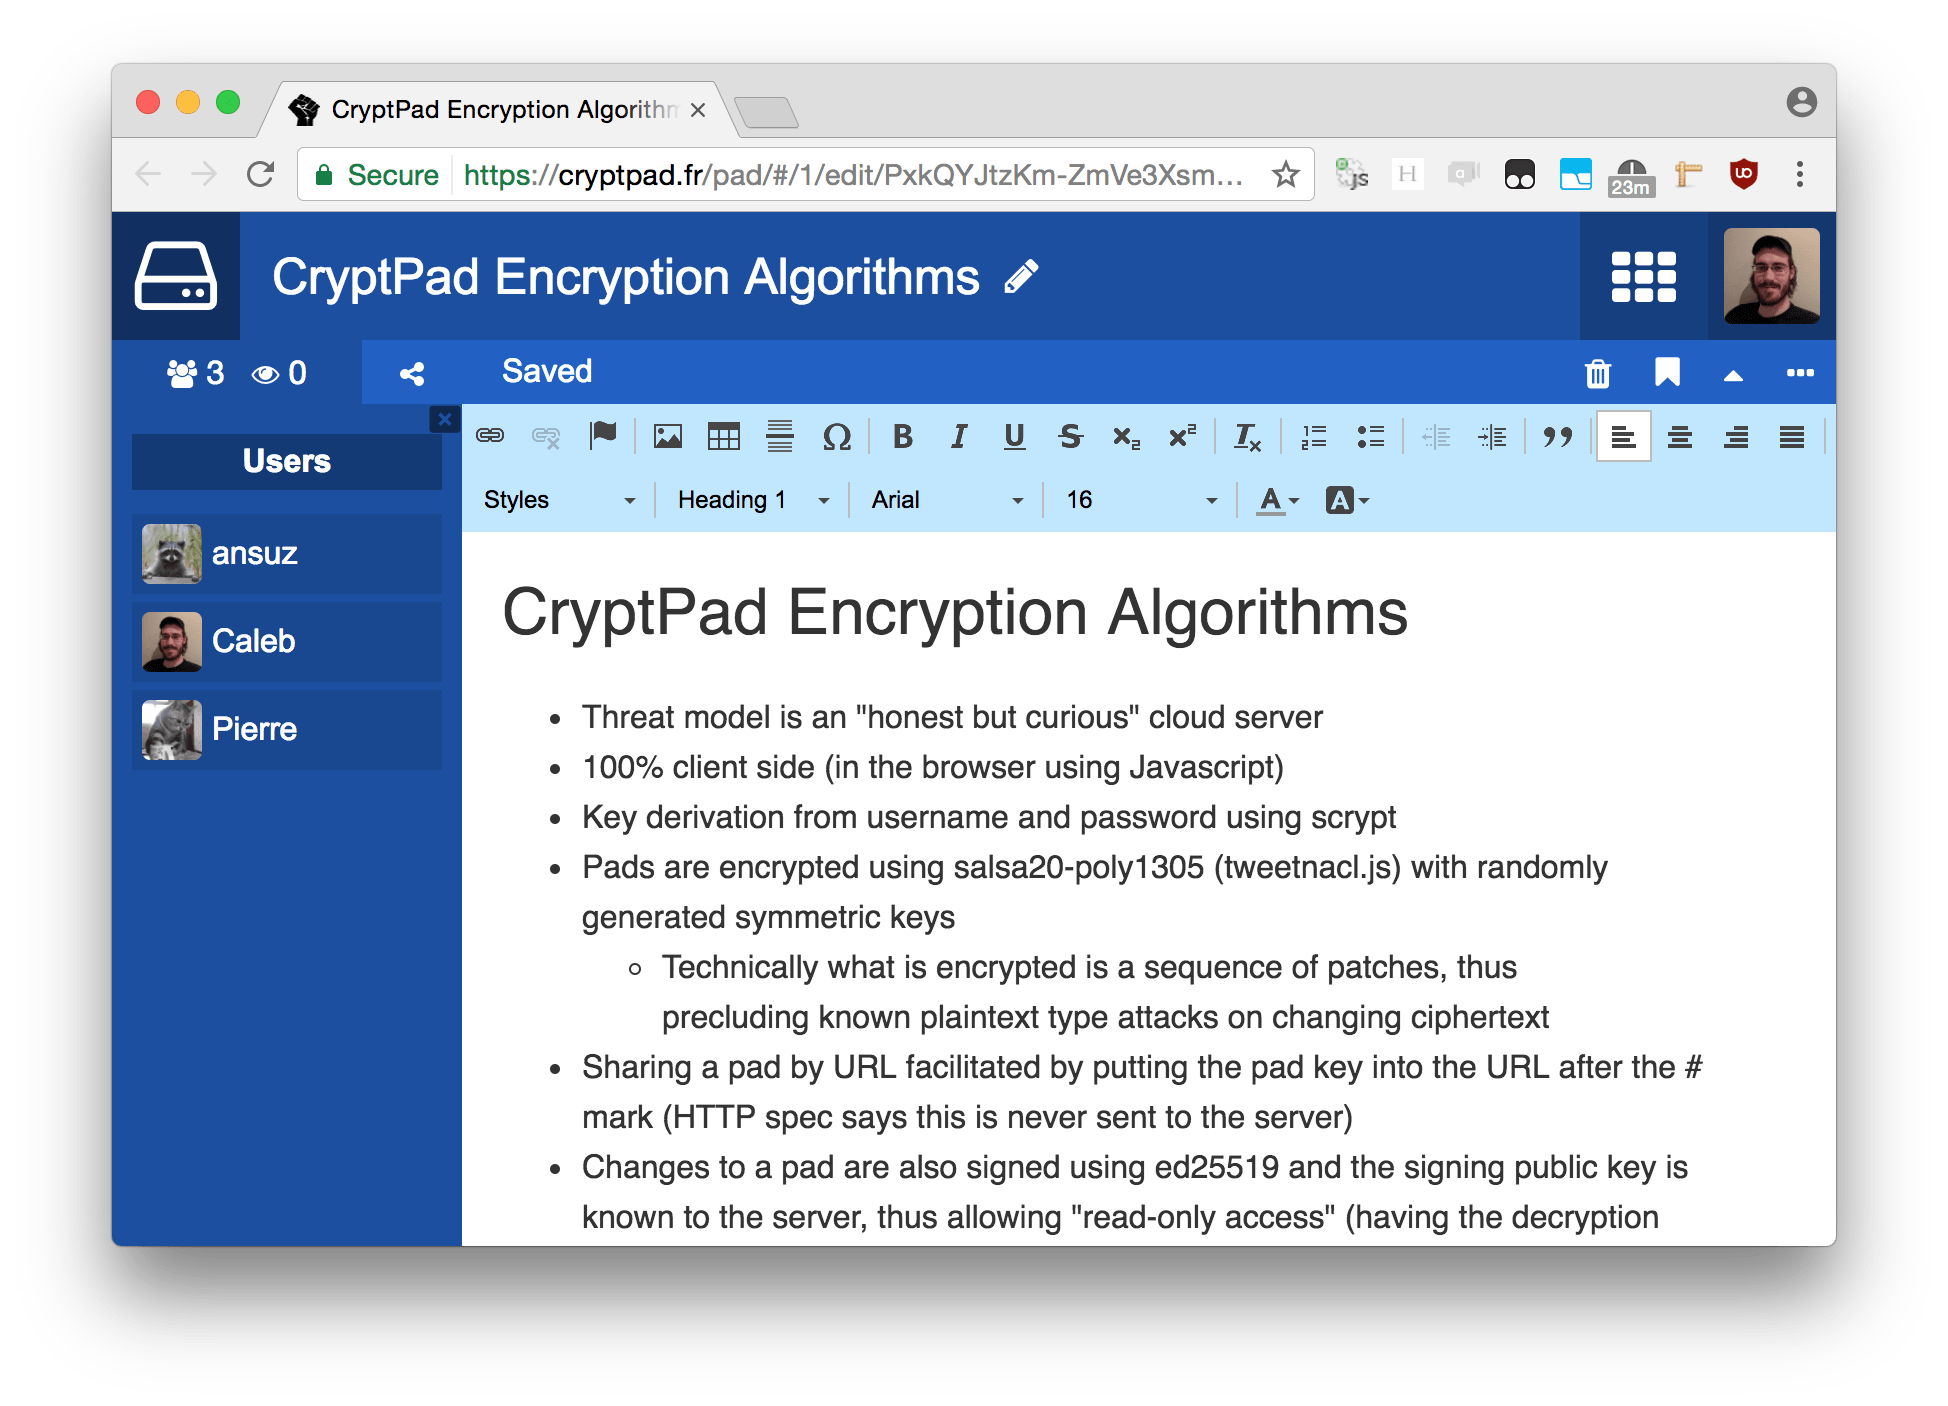 CryptPad Encryption Algorithm
Secure https://cryptpad.fr/pad/#/1/edit/PxkQYJtzKm-ZmVe3Xsm...
js H a 23m uo
CryptPad Encryption Algorithms
3 0 Saved
Users
ansuz
Caleb
Pierre
Ω B I U S x₂ x² Tx
Styles Heading 1 Arial 16 A A
CryptPad Encryption Algorithms
• Threat model is an "honest but curious" cloud server
• 100% client side (in the browser using Javascript)
• Key derivation from username and password using scrypt
• Pads are encrypted using salsa20-poly1305 (tweetnacl.js) with randomly
generated symmetric keys
◦ Technically what is encrypted is a sequence of patches, thus
precluding known plaintext type attacks on changing ciphertext
• Sharing a pad by URL facilitated by putting the pad key into the URL after the #
mark (HTTP spec says this is never sent to the server)
• Changes to a pad are also signed using ed25519 and the signing public key is
known to the server, thus allowing "read-only access" (having the decryption